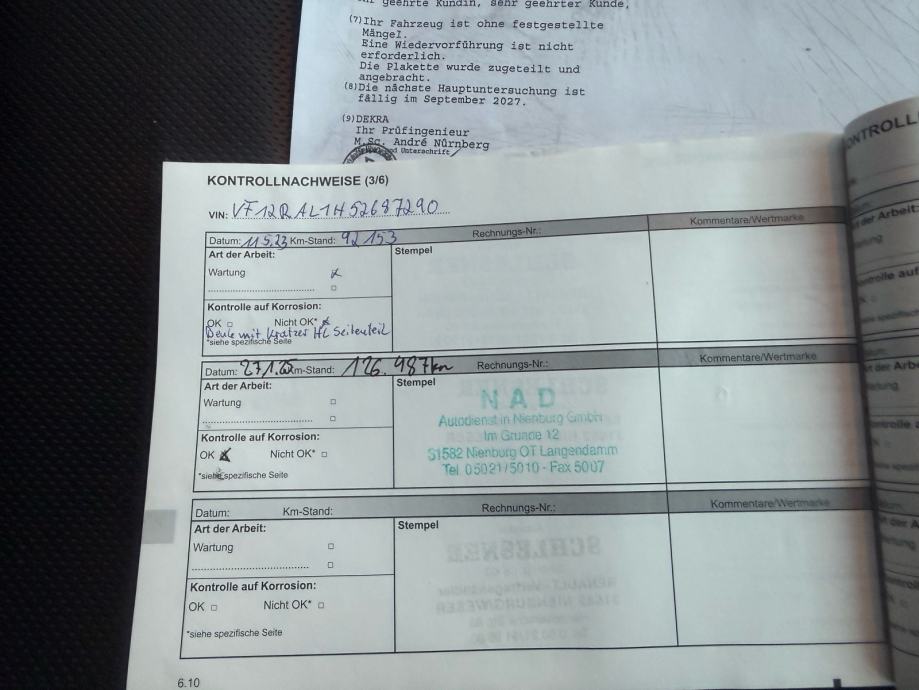 geehrte Kundin, sehr geehrter Kunde,
(7)Ihr Fahrzeug ist ohne festgestellte
Mängel.
Eine Wiedervorführung ist nicht
erforderlich.
Die Plakette wurde zugeteilt und
angebracht.
(8)Die nächste Hauptuntersuchung ist
fällig im September 2027.
(9)DEKRA
Ihr Prüfingenieur
M.Sc. André Nürnberg
und Unterschrift
KONTROLLNACHWEISE (3/6)
VIN: VF12RAL1H52687290
Datum: 11.5.23 Km-Stand: 92 153 Rechnungs-Nr.: Kommentare/Wertmarke
Art der Arbeit: Stempel
Wartung x
Kontrolle auf Korrosion:
OK □ Nicht OK* x
Beule mit Kratzer HL Seitenteil
*siehe spezifische Seite
Datum: 27.1.25 Km-Stand: 126.987km Rechnungs-Nr.: Kommentare/Wertmarke
Art der Arbeit: Stempel
Wartung □
NAD
Autodienst in Nienburg GmbH
Im Grunde 12
31582 Nienburg OT Langendamm
Tel 05021/5010 - Fax 5007
Kontrolle auf Korrosion:
OK x Nicht OK* □
*siehe spezifische Seite
Datum: Km-Stand: Rechnungs-Nr.: Kommentare/Wertmarke
Art der Arbeit: Stempel
Wartung □
Kontrolle auf Korrosion:
OK □ Nicht OK* □
*siehe spezifische Seite
6.10